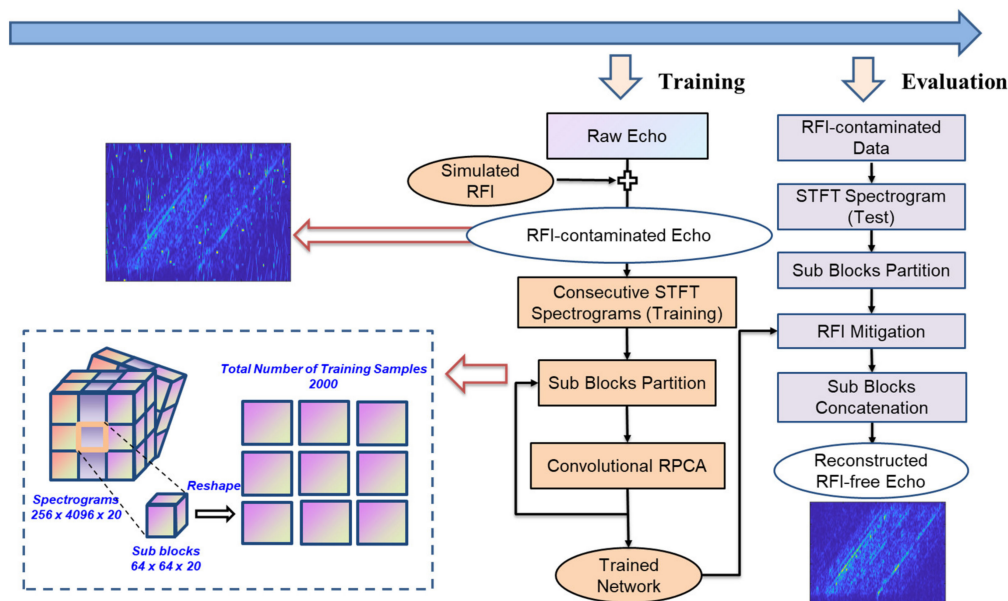 Training
Raw Echo
Simulated
RFI
RFI-contaminated Echo
Consecutive STFT
Spectrograms (Training)
Sub Blocks Partition
Convolutional RPCA
Trained
Network
Evaluation
RFI-contaminated
Data
STFT Spectrogram
(Test)
Sub Blocks Partition
RFI Mitigation
Sub Blocks
Concatenation
Reconstructed
RFI-free Echo
Total Number of Training Samples
2000
Spectrograms
256 x 4096 x 20
Reshape
Sub blocks
64 x 64 x 20